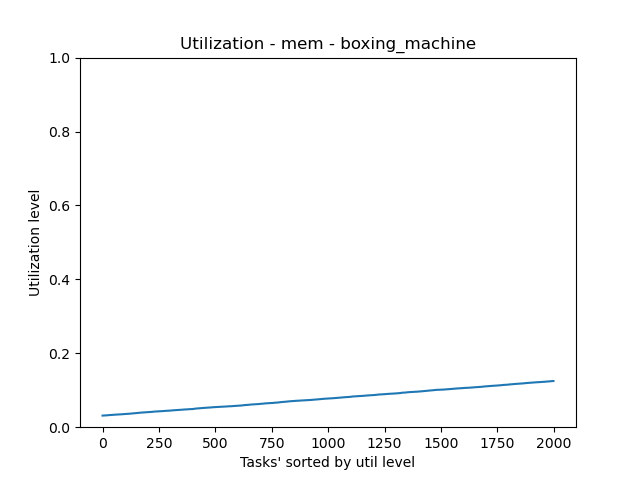 Utilization - mem - boxing_machine
1.0
0.8
0.6
0.4
0.2
0.0
Utilization level
0 250 500 750 1000 1250 1500 1750 2000
Tasks' sorted by util level